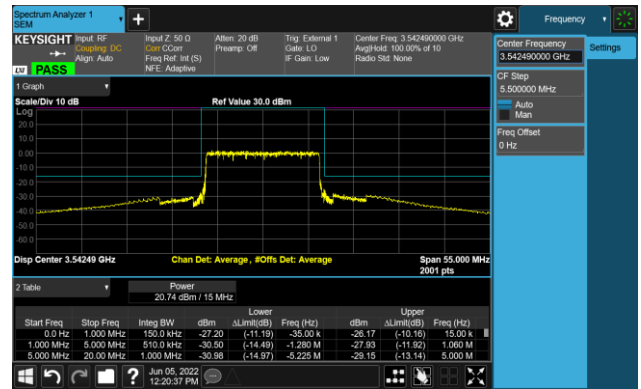 Spectrum Analyzer 1
SEM
Frequency
KEYSIGHT
Input: RF
Coupling: DC
Align: Auto
Input Z: 50 Ω
Corr CCorr
Freq Ref: Int (S)
NFE: Adaptive
Atten: 20 dB
Preamp: Off
Trig: External 1
Gate: LO
IF Gain: Low
Center Freq: 3.542490000 GHz
Avg|Hold: 100.00% of 10
Radio Std: None
LXI PASS
Center Frequency
3.542490000 GHz
Settings
CF Step
5.500000 MHz
Auto
Man
Freq Offset
0 Hz
1 Graph
Scale/Div 10 dB
Ref Value 30.0 dBm
Log
20.0
10.0
0.00
-10.0
-20.0
-30.0
-40.0
-50.0
-60.0
Disp Center 3.54249 GHz
Chan Det: Average, #Offs Det: Average
Span 55.000 MHz
2001 pts
2 Table
Power
20.74 dBm / 15 MHz
Lower Upper
Start Freq Stop Freq Integ BW dBm ΔLimit(dB) Freq (Hz) dBm ΔLimit(dB) Freq (Hz)
0.0 Hz 1.000 MHz 150.0 kHz -27.20 (-11.19) -35.00 k -26.17 (-10.16) 15.00 k
1.000 MHz 5.000 MHz 510.0 kHz -30.50 (-14.49) -1.280 M -27.93 (-11.92) 1.060 M
5.000 MHz 20.00 MHz 1.000 MHz -30.98 (-14.97) -5.225 M -29.15 (-13.14) 5.000 M
?
Jun 05, 2022
12:20:37 PM